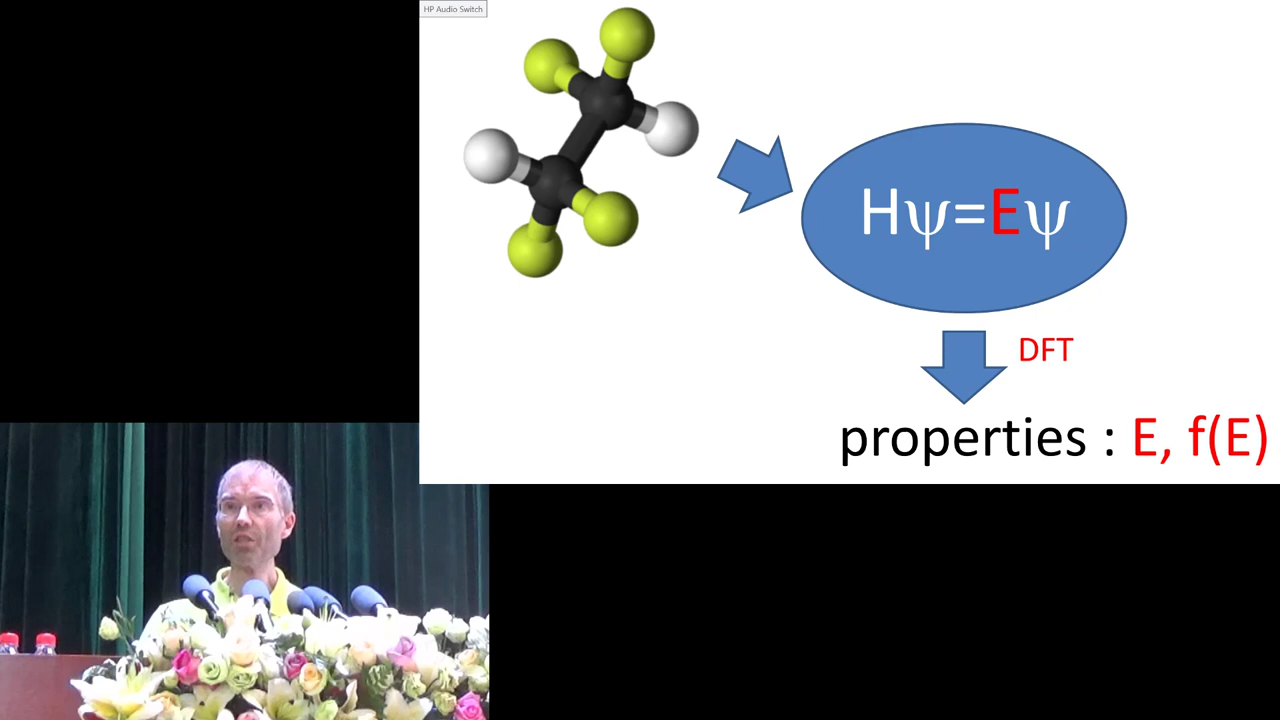 HP Audio Switch
Hψ=Eψ
DFT
properties : E, f(E)